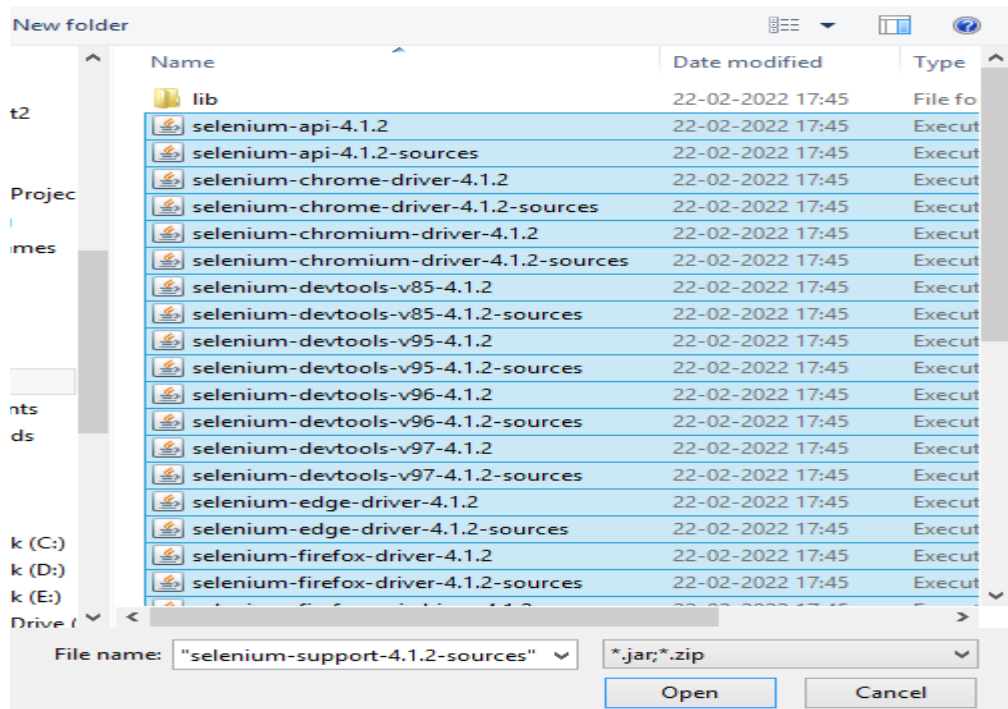 New folder
Name Date modified Type
lib 22-02-2022 17:45 File fo
t2
selenium-api-4.1.2 22-02-2022 17:45 Execut
selenium-api-4.1.2-sources 22-02-2022 17:45 Execut
selenium-chrome-driver-4.1.2 22-02-2022 17:45 Execut
Projec
selenium-chrome-driver-4.1.2-sources 22-02-2022 17:45 Execut
selenium-chromium-driver-4.1.2 22-02-2022 17:45 Execut
mes
selenium-chromium-driver-4.1.2-sources 22-02-2022 17:45 Execut
selenium-devtools-v85-4.1.2 22-02-2022 17:45 Execut
selenium-devtools-v85-4.1.2-sources 22-02-2022 17:45 Execut
selenium-devtools-v95-4.1.2 22-02-2022 17:45 Execut
selenium-devtools-v95-4.1.2-sources 22-02-2022 17:45 Execut
selenium-devtools-v96-4.1.2 22-02-2022 17:45 Execut
nts
selenium-devtools-v96-4.1.2-sources 22-02-2022 17:45 Execut
ds
selenium-devtools-v97-4.1.2 22-02-2022 17:45 Execut
selenium-devtools-v97-4.1.2-sources 22-02-2022 17:45 Execut
selenium-edge-driver-4.1.2 22-02-2022 17:45 Execut
selenium-edge-driver-4.1.2-sources 22-02-2022 17:45 Execut
k (C:)
selenium-firefox-driver-4.1.2 22-02-2022 17:45 Execut
k (D:)
selenium-firefox-driver-4.1.2-sources 22-02-2022 17:45 Execut
k (E:)
Drive (
File name: "selenium-support-4.1.2-sources" *.jar;*.zip
Open Cancel